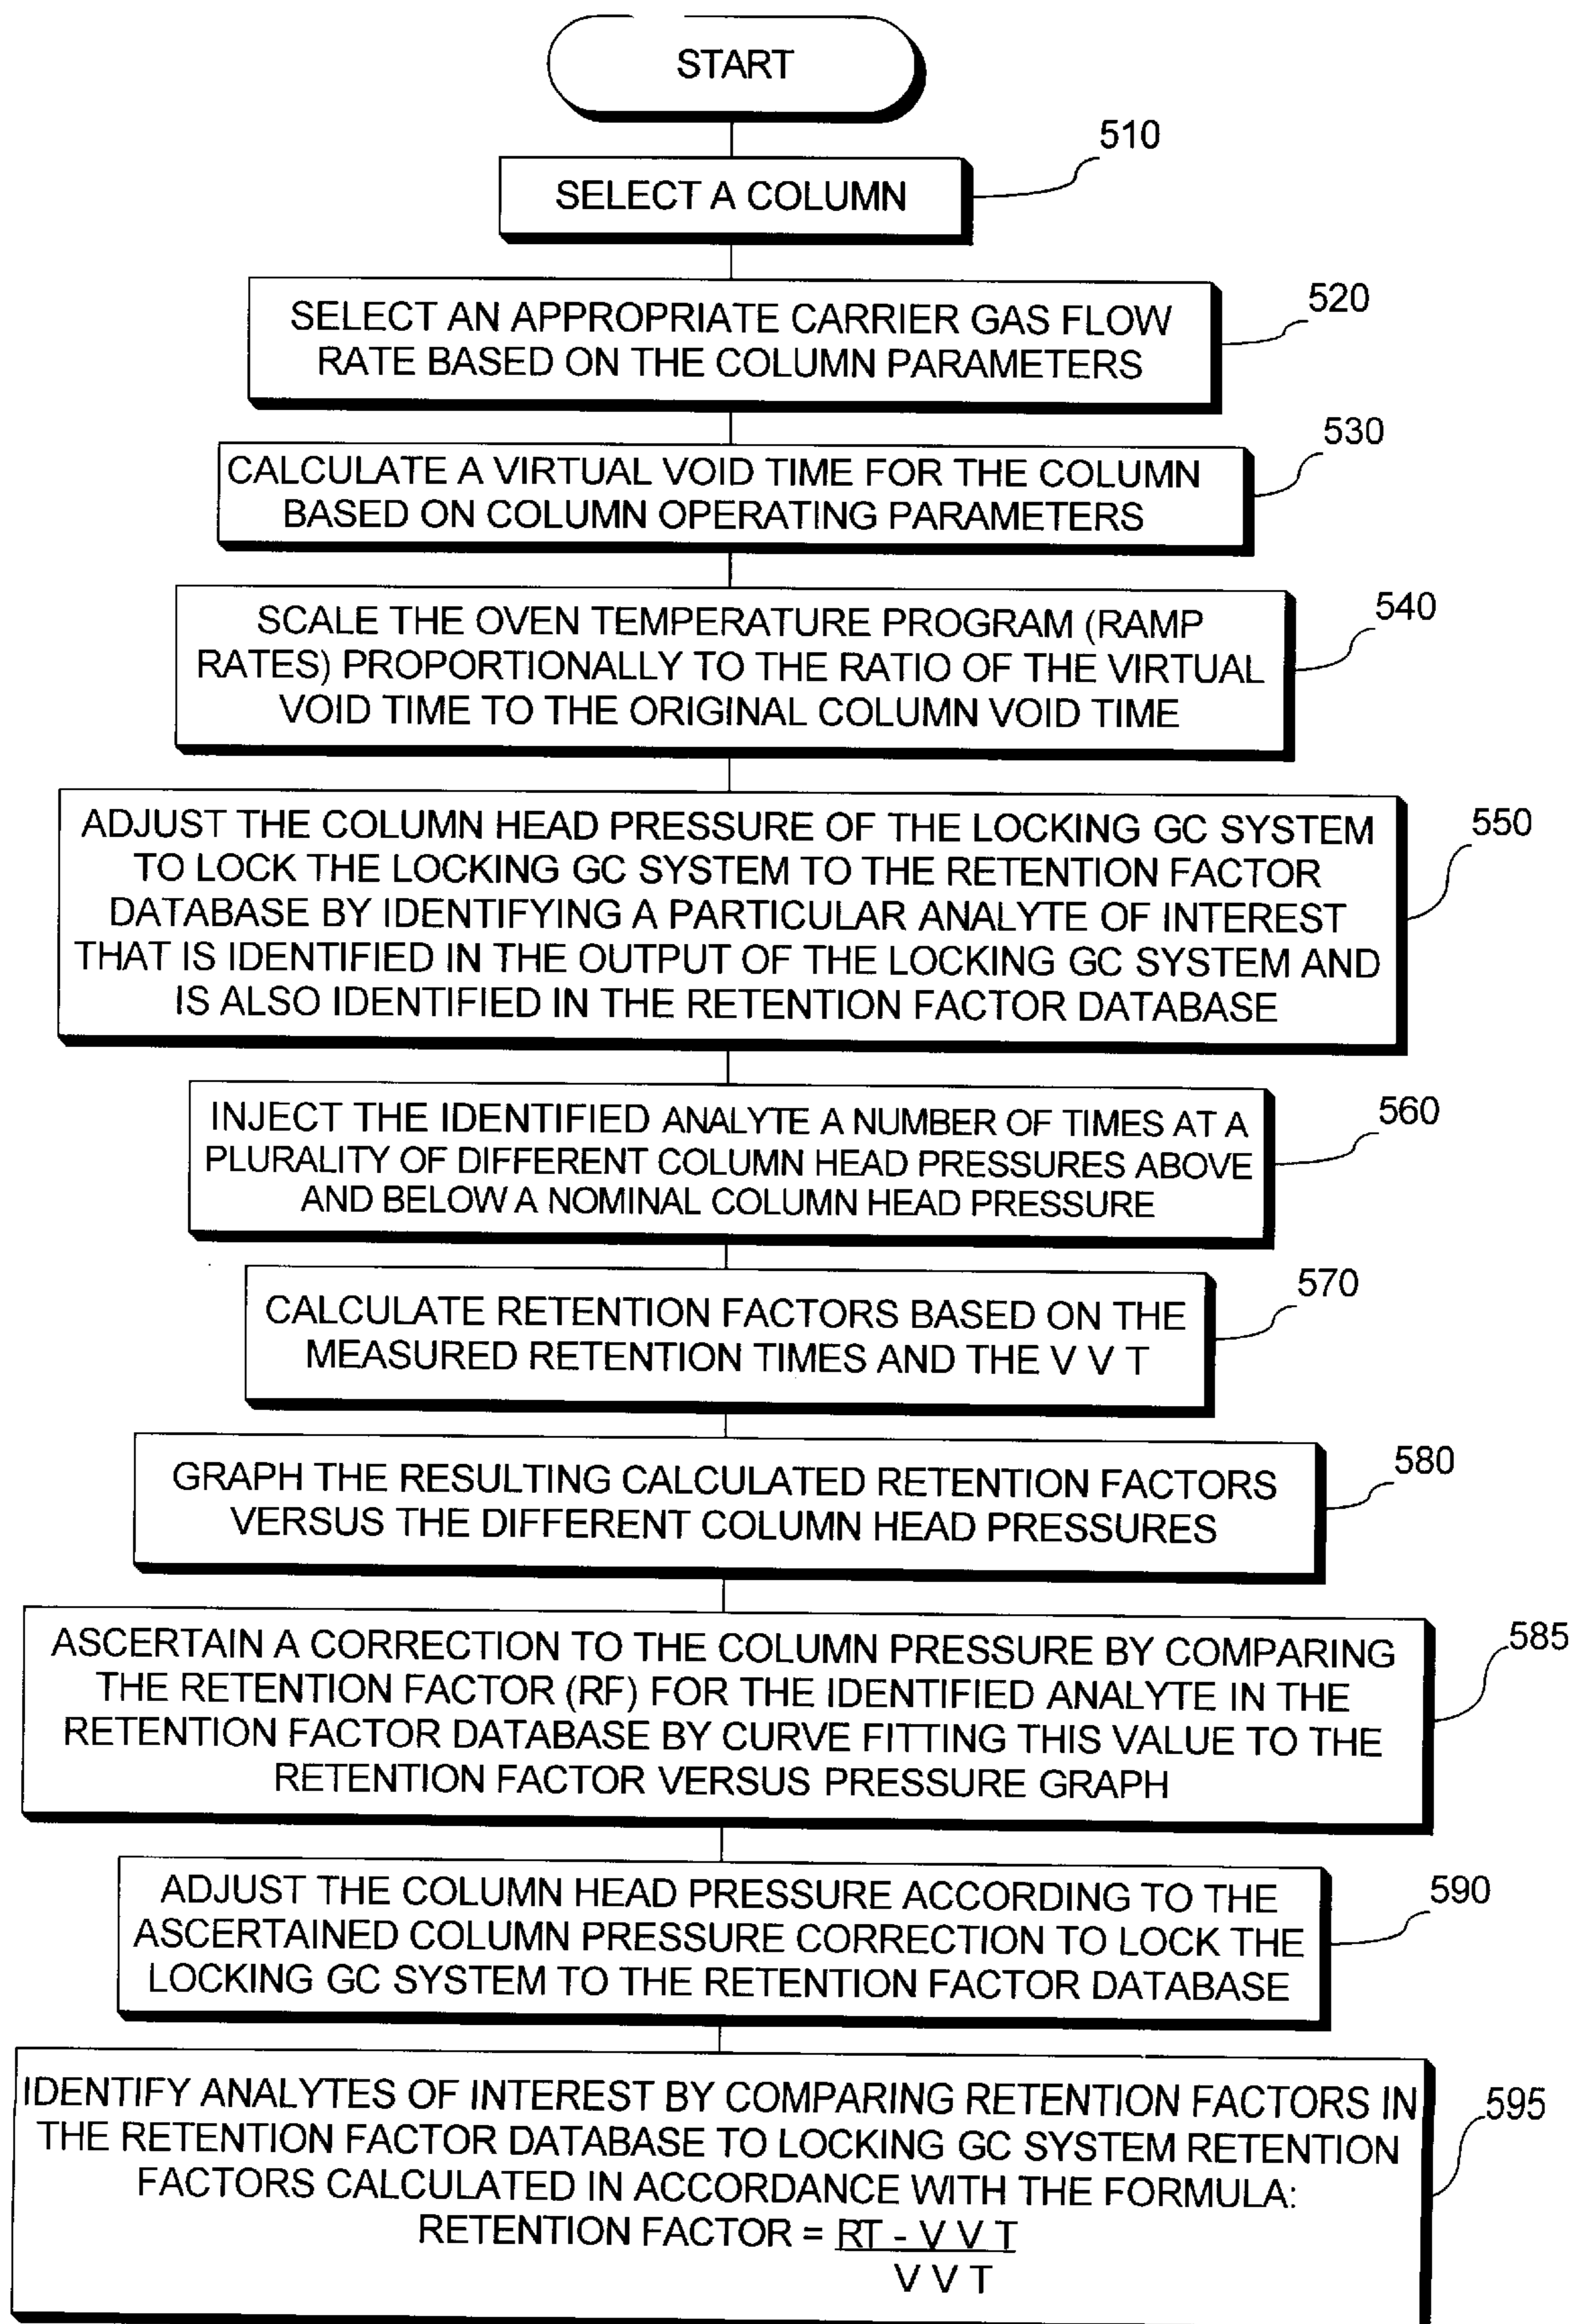 START
510
SELECT A COLUMN
520
SELECT AN APPROPRIATE CARRIER GAS FLOW
RATE BASED ON THE COLUMN PARAMETERS
530
CALCULATE A VIRTUAL VOID TIME FOR THE COLUMN
BASED ON COLUMN OPERATING PARAMETERS
540
SCALE THE OVEN TEMPERATURE PROGRAM (RAMP
RATES) PROPORTIONALLY TO THE RATIO OF THE VIRTUAL
VOID TIME TO THE ORIGINAL COLUMN VOID TIME
550
ADJUST THE COLUMN HEAD PRESSURE OF THE LOCKING GC SYSTEM
TO LOCK THE LOCKING GC SYSTEM TO THE RETENTION FACTOR
DATABASE BY IDENTIFYING A PARTICULAR ANALYTE OF INTEREST
THAT IS IDENTIFIED IN THE OUTPUT OF THE LOCKING GC SYSTEM AND
IS ALSO IDENTIFIED IN THE RETENTION FACTOR DATABASE
560
INJECT THE IDENTIFIED ANALYTE A NUMBER OF TIMES AT A
PLURALITY OF DIFFERENT COLUMN HEAD PRESSURES ABOVE
AND BELOW A NOMINAL COLUMN HEAD PRESSURE
570
CALCULATE RETENTION FACTORS BASED ON THE
MEASURED RETENTION TIMES AND THE V V T
580
GRAPH THE RESULTING CALCULATED RETENTION FACTORS
VERSUS THE DIFFERENT COLUMN HEAD PRESSURES
585
ASCERTAIN A CORRECTION TO THE COLUMN PRESSURE BY COMPARING
THE RETENTION FACTOR (RF) FOR THE IDENTIFIED ANALYTE IN THE
RETENTION FACTOR DATABASE BY CURVE FITTING THIS VALUE TO THE
RETENTION FACTOR VERSUS PRESSURE GRAPH
590
ADJUST THE COLUMN HEAD PRESSURE ACCORDING TO THE
ASCERTAINED COLUMN PRESSURE CORRECTION TO LOCK THE
LOCKING GC SYSTEM TO THE RETENTION FACTOR DATABASE
595
IDENTIFY ANALYTES OF INTEREST BY COMPARING RETENTION FACTORS IN
THE RETENTION FACTOR DATABASE TO LOCKING GC SYSTEM RETENTION
FACTORS CALCULATED IN ACCORDANCE WITH THE FORMULA:
RETENTION FACTOR = RT - V V T
V V T